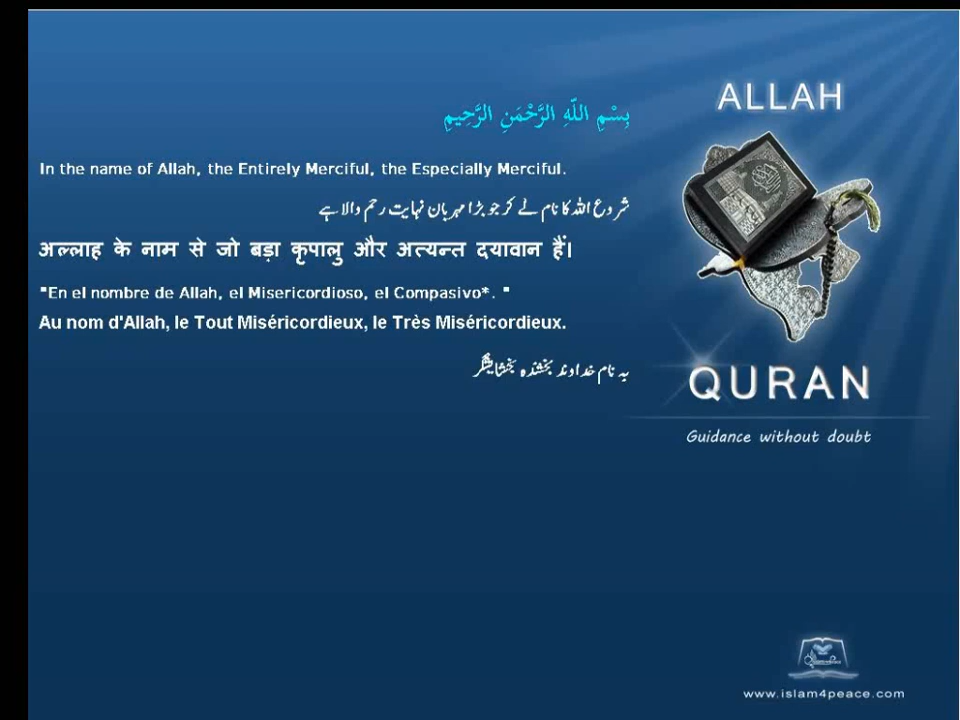 بِسْمِ اللّهِ الرَّحْمَنِ الرَّحِيمِ
In the name of Allah, the Entirely Merciful, the Especially Merciful.
شروع اللہ کا نام لے کر جو بڑا مہربان نہایت رحم والا ہے
अल्लाह के नाम से जो बड़ा कृपालु और अत्यन्त दयावान हैं।
"En el nombre de Allah, el Misericordioso, el Compasivo*. "
Au nom d'Allah, le Tout Miséricordieux, le Très Miséricordieux.
به نام خداوند بخشنده بخشایشگر
ALLAH
QURAN
Guidance without doubt
www.islam4peace.com